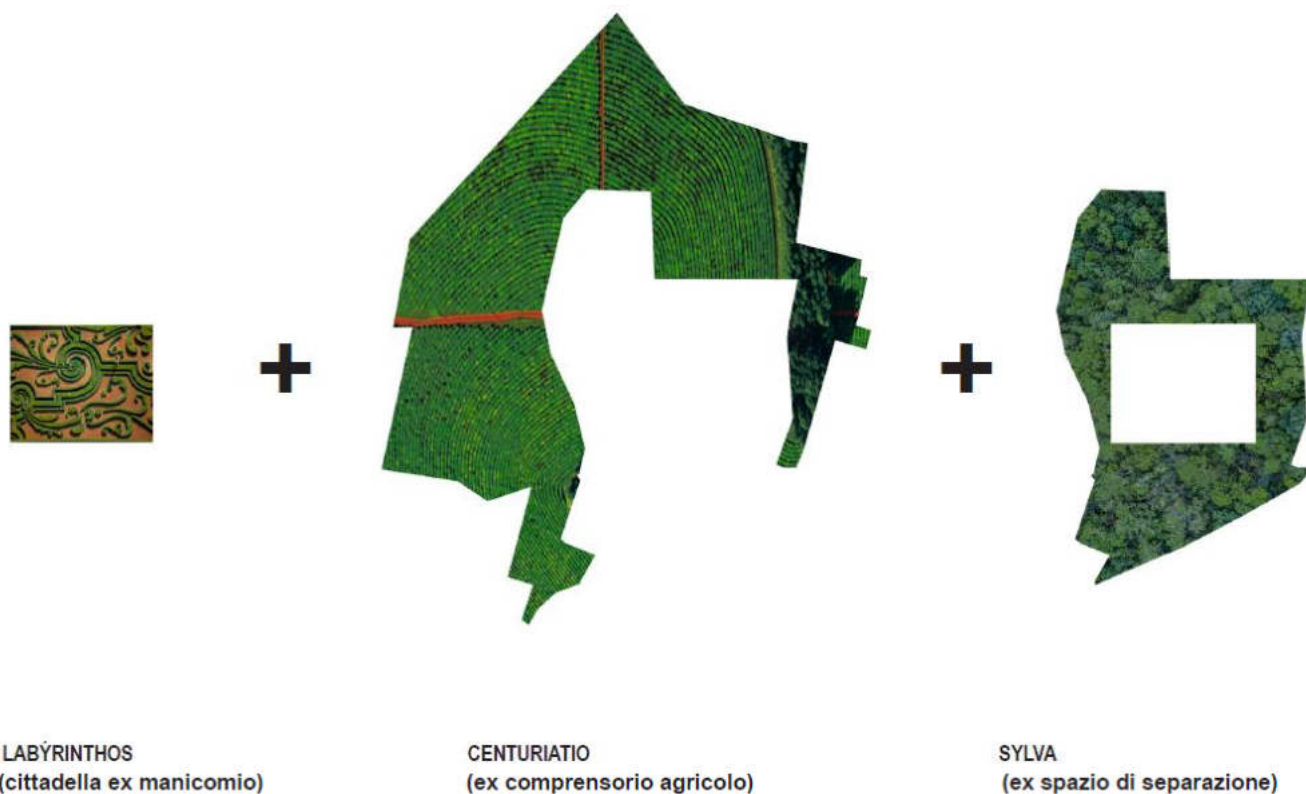 +
+
LABÝRINTHOS
(cittadella ex manicomio)
CENTURIATIO
(ex comprensorio agricolo)
SYLVA
(ex spazio di separazione)